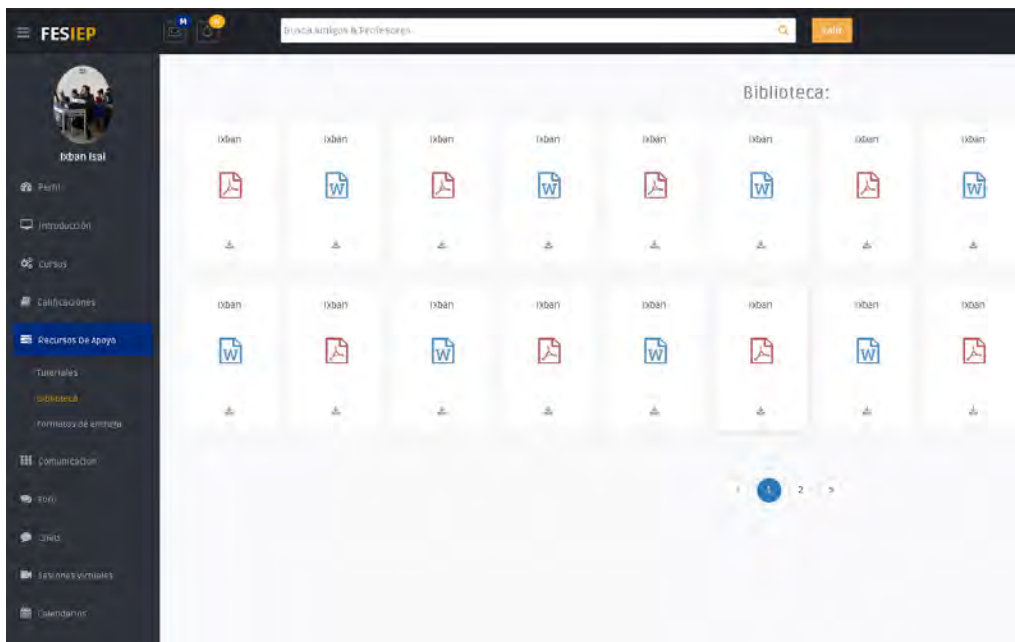 FESIEP
M
Busca Amigos & Profesores
Salir
Ixban Isai
Perfil
Introducción
Cursos
Calificaciones
Recursos De Apoyo
Tutoriales
Biblioteca
Formatos de entrega
Comunicacion
Foro
Chats
Sesiones Virtuales
Calendarios
Biblioteca:
Ixban Ixban Ixban Ixban Ixban Ixban Ixban Ixban
W W W W
Ixban Ixban Ixban Ixban Ixban Ixban Ixban Ixban
W W W W
< 1 2 >